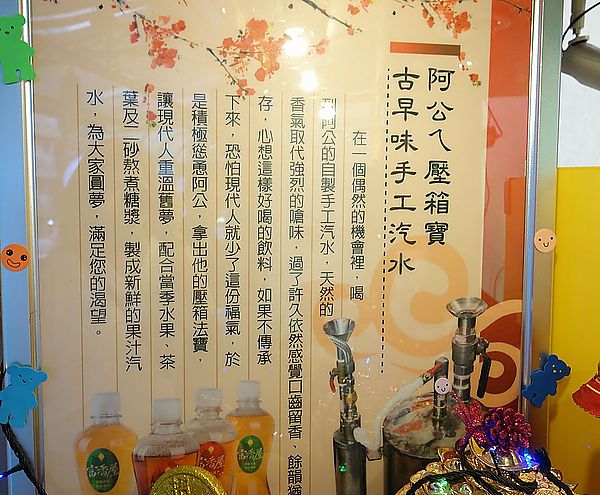 阿公ㄟ壓箱寶
古早味手工汽水
在一個偶然的機會裡,喝
到阿公的自製手工汽水,天然的
香氣取代強烈的嗆味,過了許久依然感覺口齒留香、餘韻猶
存,心想這樣好喝的飲料,如果不傳承
下來,恐怕現代人就少了這份福氣,於
是積極慫恿阿公,拿出他的壓箱法寶,
讓現代人重溫舊夢,配合當季水果、茶
葉及二砂熬煮糖漿,製成新鮮的果汁汽
水,為大家圓夢,滿足您的渴望。